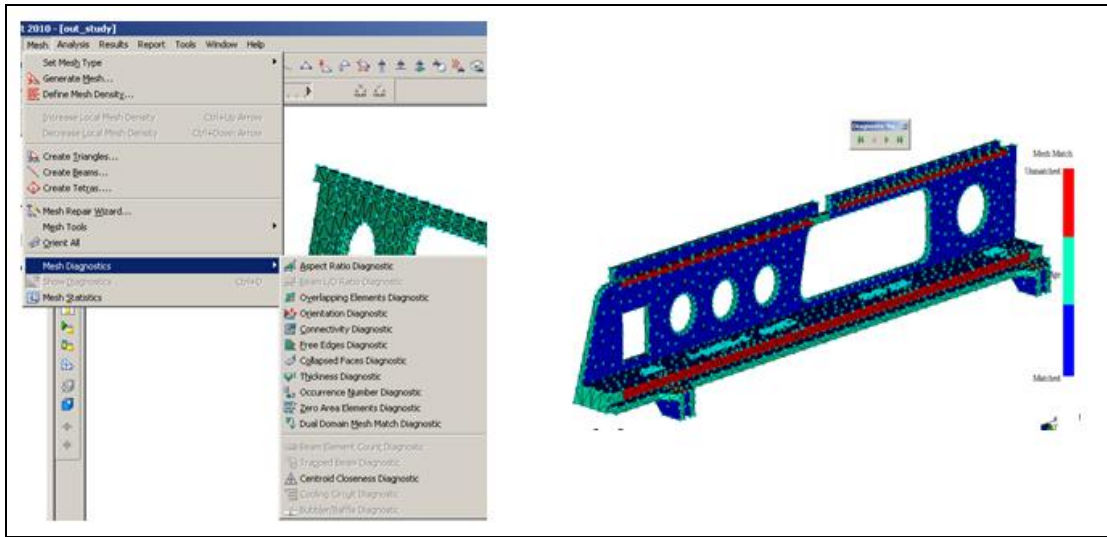 t 2010 - [out_study]
Mesh Analysis Results Report Tools Window Help
Set Mesh Type
Generate Mesh...
Define Mesh Density...
Increase Local Mesh Density Ctrl+Up Arrow
Decrease Local Mesh Density Ctrl+Down Arrow
Create Triangles...
Create Beams...
Create Tetras....
Mesh Repair Wizard...
Mesh Tools
Orient All
Mesh Diagnostics
Show Diagnostics Ctrl+D
Mesh Statistics
Aspect Ratio Diagnostic
Beam L/D Ratio Diagnostic
Overlapping Elements Diagnostic
Orientation Diagnostic
Connectivity Diagnostic
Free Edges Diagnostic
Collapsed Faces Diagnostic
Thickness Diagnostic
Occurrence Number Diagnostic
Zero Area Elements Diagnostic
Dual Domain Mesh Match Diagnostic
Beam Element Count Diagnostic
Trapped Beam Diagnostic
Centroid Closeness Diagnostic
Cooling Circuit Diagnostic
Bubbler/Baffle Diagnostic
Diagnostic
Mesh Match
Unmatched
Matched